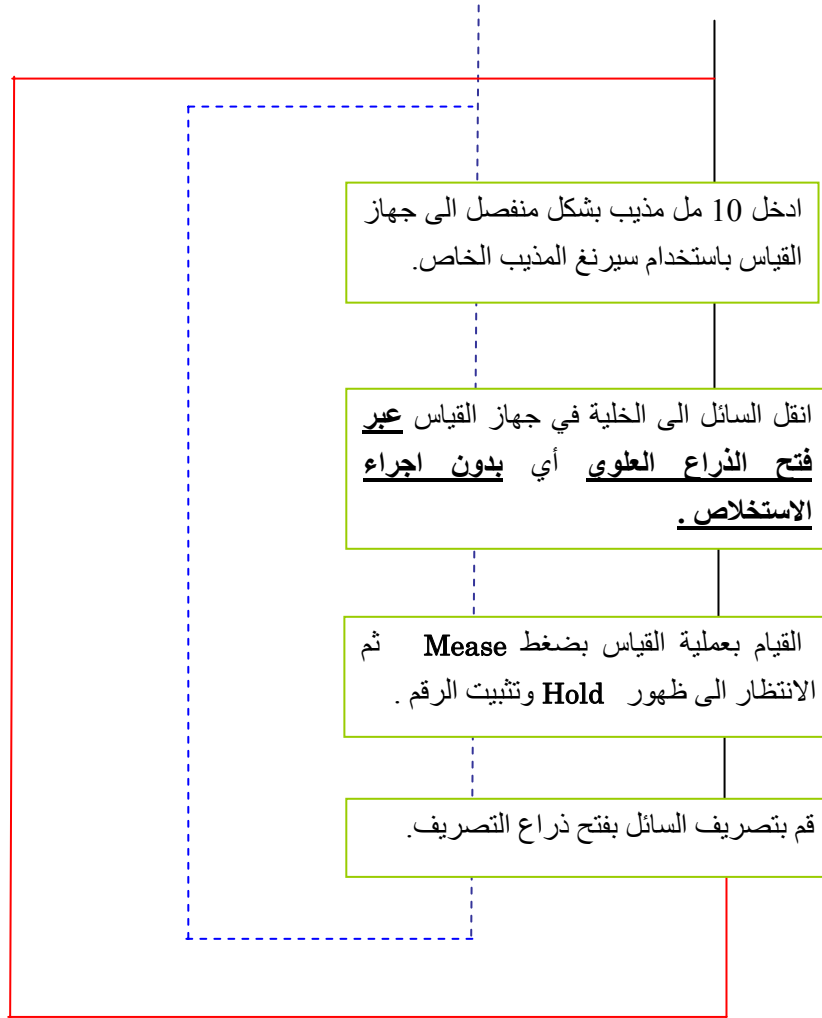 ادخل 10 مل مذيب بشكل منفصل الى جهاز
القياس باستخدام سيرنغ المذيب الخاص.
انقل السائل الى الخلية في جهاز القياس عبر
فتح الذراع العلوي أي بدون اجراء
الاستخلاص .
القيام بعملية القياس بضغط Mease ثم
الانتظار الى ظهور Hold وتثبيت الرقم .
قم بتصريف السائل بفتح ذراع التصريف.